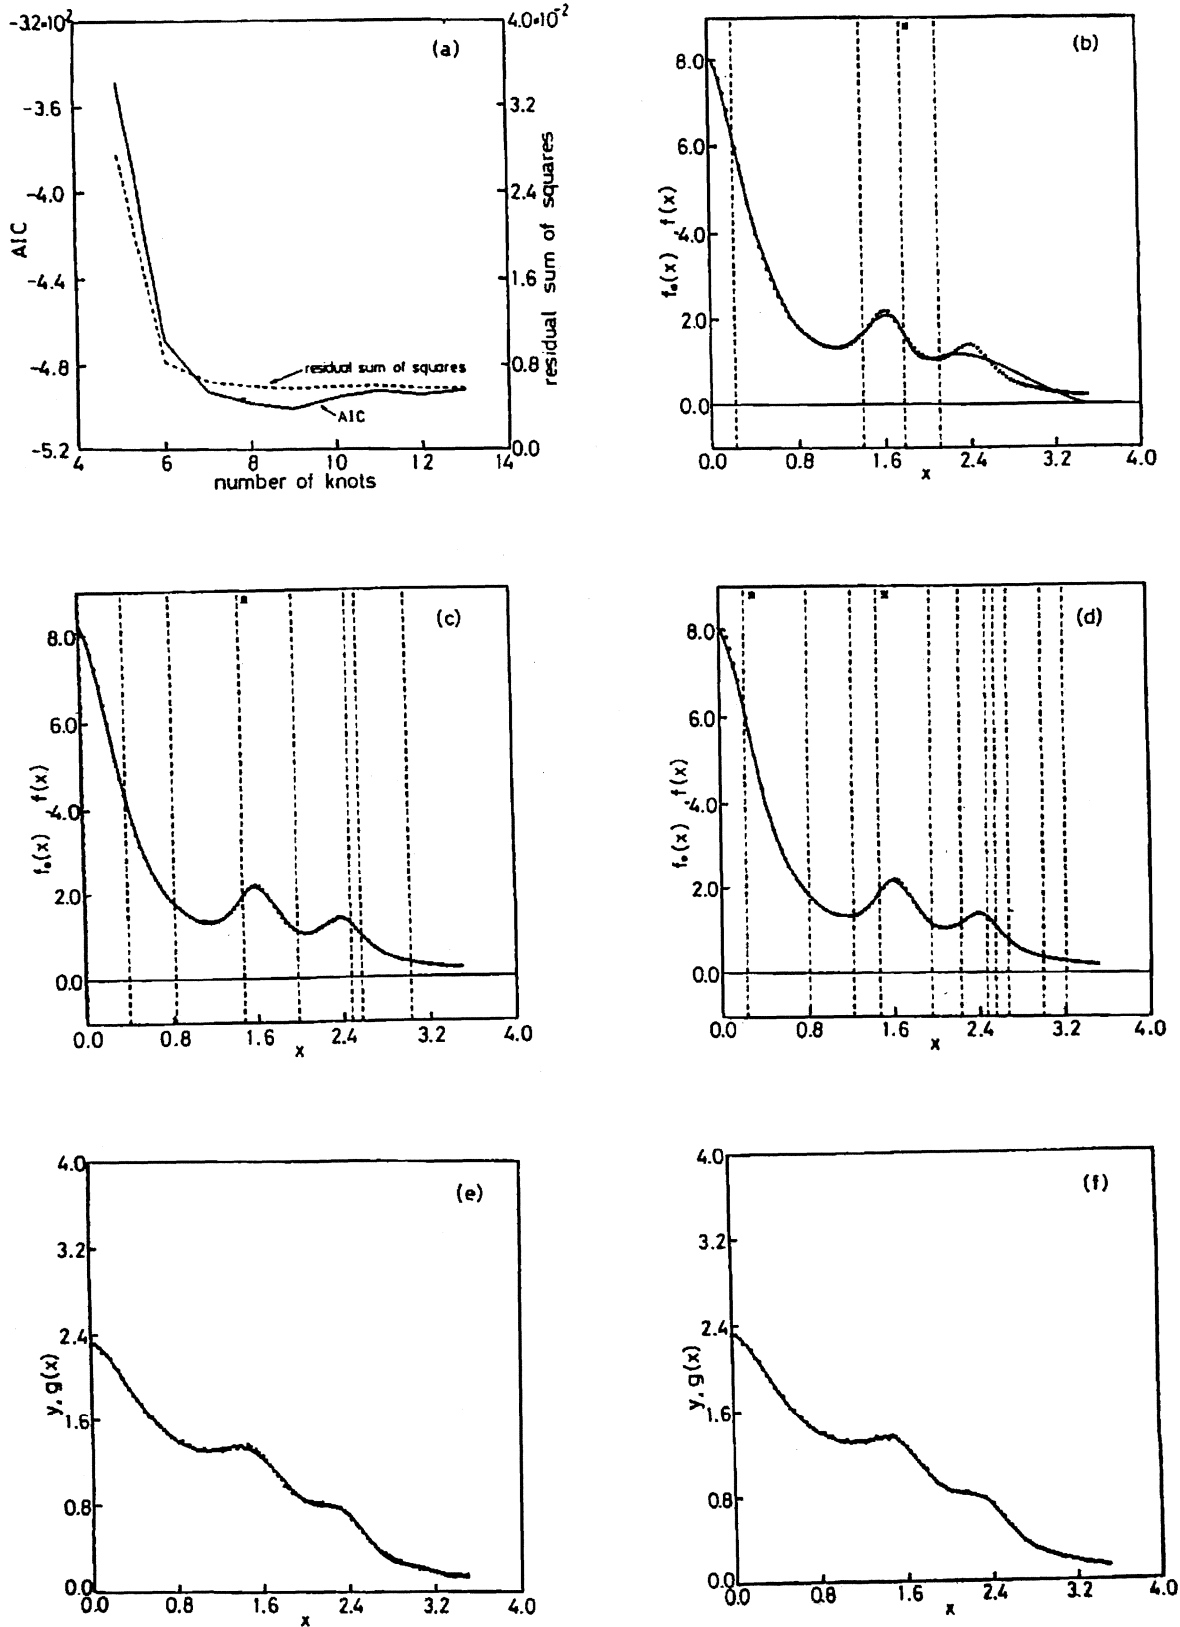 -3.2•10²
-3.6
-4.0
-4.4
-4.8
-5.2
AIC
4.0•10⁻²
3.2
2.4
1.6
0.8
0.0
residual sum of squares
(a)
residual sum of squares
AIC
4 6 8 10 12 14
number of knots
(b)
8.0
6.0
4.0
2.0
0.0
f₀(x) f(x)
0.0 0.8 1.6 2.4 3.2 4.0
x
(c)
8.0
6.0
4.0
2.0
0.0
f₀(x) f(x)
0.0 0.8 1.6 2.4 3.2 4.0
x
(d)
8.0
6.0
4.0
2.0
0.0
f₀(x) f(x)
0.0 0.8 1.6 2.4 3.2 4.0
x
(e)
4.0
3.2
2.4
1.6
0.8
0.0
y, g(x)
0.0 0.8 1.6 2.4 3.2 4.0
x
(f)
4.0
3.2
2.4
1.6
0.8
0.0
y, g(x)
0.0 0.8 1.6 2.4 3.2 4.0
x